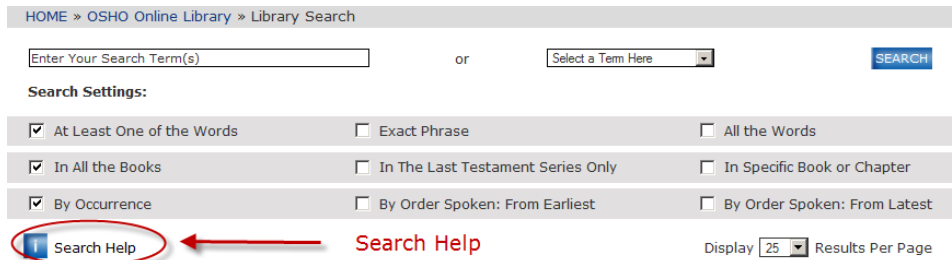 HOME » OSHO Online Library » Library Search
Enter Your Search Term(s) or Select a Term Here SEARCH
Search Settings:
At Least One of the Words Exact Phrase All the Words
In All the Books In The Last Testament Series Only In Specific Book or Chapter
By Occurrence By Order Spoken: From Earliest By Order Spoken: From Latest
i Search Help Search Help Display 25 Results Per Page